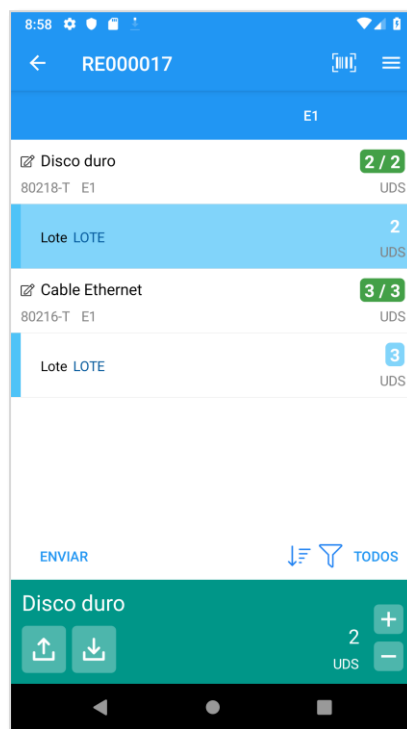 8:58
RE000017
E1
Disco duro 2 / 2
80218-T E1 UDS
Lote LOTE 2
UDS
Cable Ethernet 3 / 3
80216-T E1 UDS
Lote LOTE 3
UDS
ENVIAR TODOS
Disco duro
2
UDS